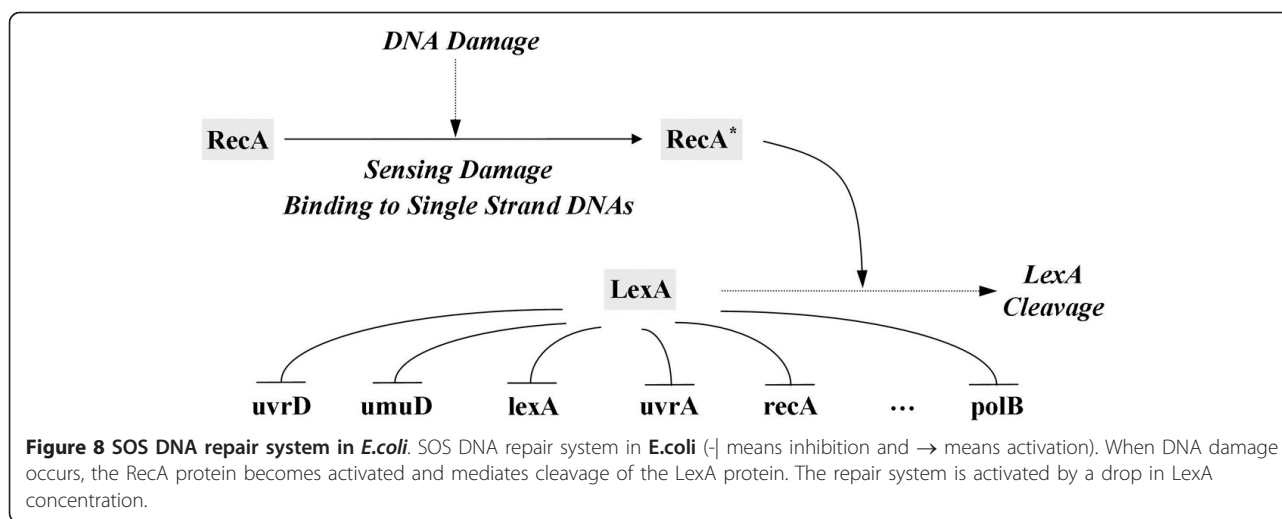 DNA Damage
RecA
RecA*
Sensing Damage
Binding to Single Strand DNAs
LexA
LexA
Cleavage
uvrD umuD lexA uvrA recA ... polB
Figure 8 SOS DNA repair system in E.coli. SOS DNA repair system in E.coli (-| means inhibition and → means activation). When DNA damage
occurs, the RecA protein becomes activated and mediates cleavage of the LexA protein. The repair system is activated by a drop in LexA
concentration.